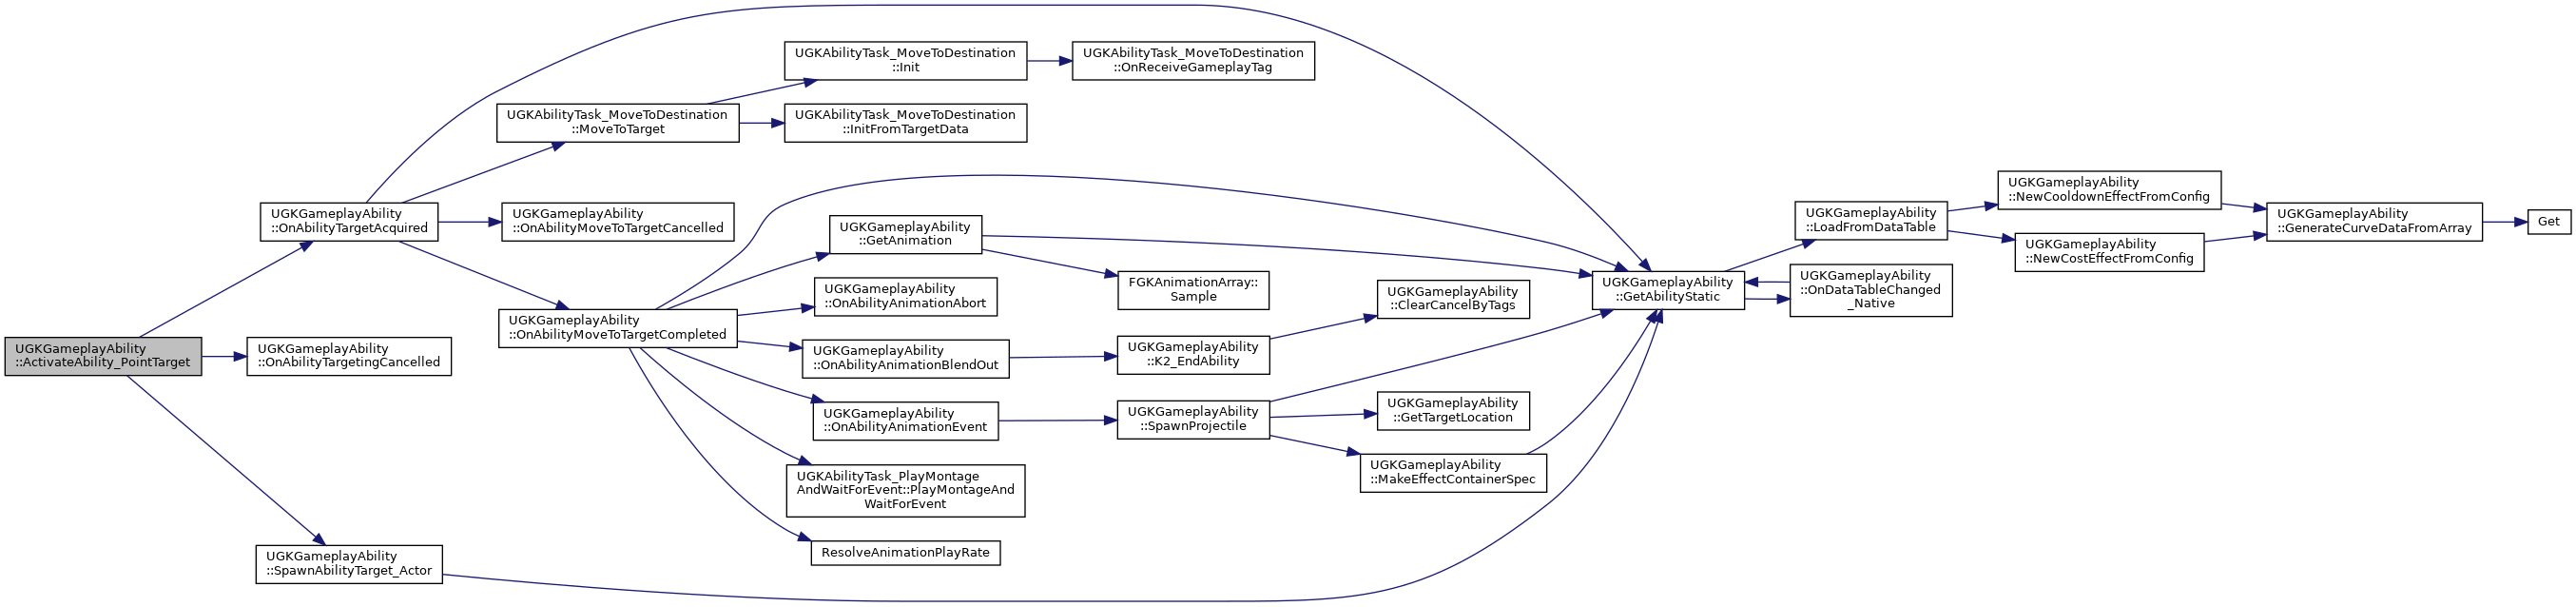 UGKGameplayAbility
::ActivateAbility_PointTarget
UGKGameplayAbility
::OnAbilityTargetAcquired
UGKGameplayAbility
::OnAbilityTargetingCancelled
UGKGameplayAbility
::SpawnAbilityTarget_Actor
UGKAbilityTask_MoveToDestination
::MoveToTarget
UGKGameplayAbility
::OnAbilityMoveToTargetCancelled
UGKGameplayAbility
::OnAbilityMoveToTargetCompleted
UGKAbilityTask_MoveToDestination
::Init
UGKAbilityTask_MoveToDestination
::InitFromTargetData
UGKAbilityTask_MoveToDestination
::OnReceiveGameplayTag
UGKGameplayAbility
::GetAnimation
UGKGameplayAbility
::OnAbilityAnimationAbort
UGKGameplayAbility
::OnAbilityAnimationBlendOut
UGKGameplayAbility
::OnAbilityAnimationEvent
UGKAbilityTask_PlayMontage
AndWaitForEvent::PlayMontageAnd
WaitForEvent
ResolveAnimationPlayRate
FGKAnimationArray::
Sample
UGKGameplayAbility
::K2_EndAbility
UGKGameplayAbility
::SpawnProjectile
UGKGameplayAbility
::ClearCancelByTags
UGKGameplayAbility
::GetTargetLocation
UGKGameplayAbility
::MakeEffectContainerSpec
UGKGameplayAbility
::GetAbilityStatic
UGKGameplayAbility
::LoadFromDataTable
UGKGameplayAbility
::OnDataTableChanged
_Native
UGKGameplayAbility
::NewCooldownEffectFromConfig
UGKGameplayAbility
::NewCostEffectFromConfig
UGKGameplayAbility
::GenerateCurveDataFromArray
Get